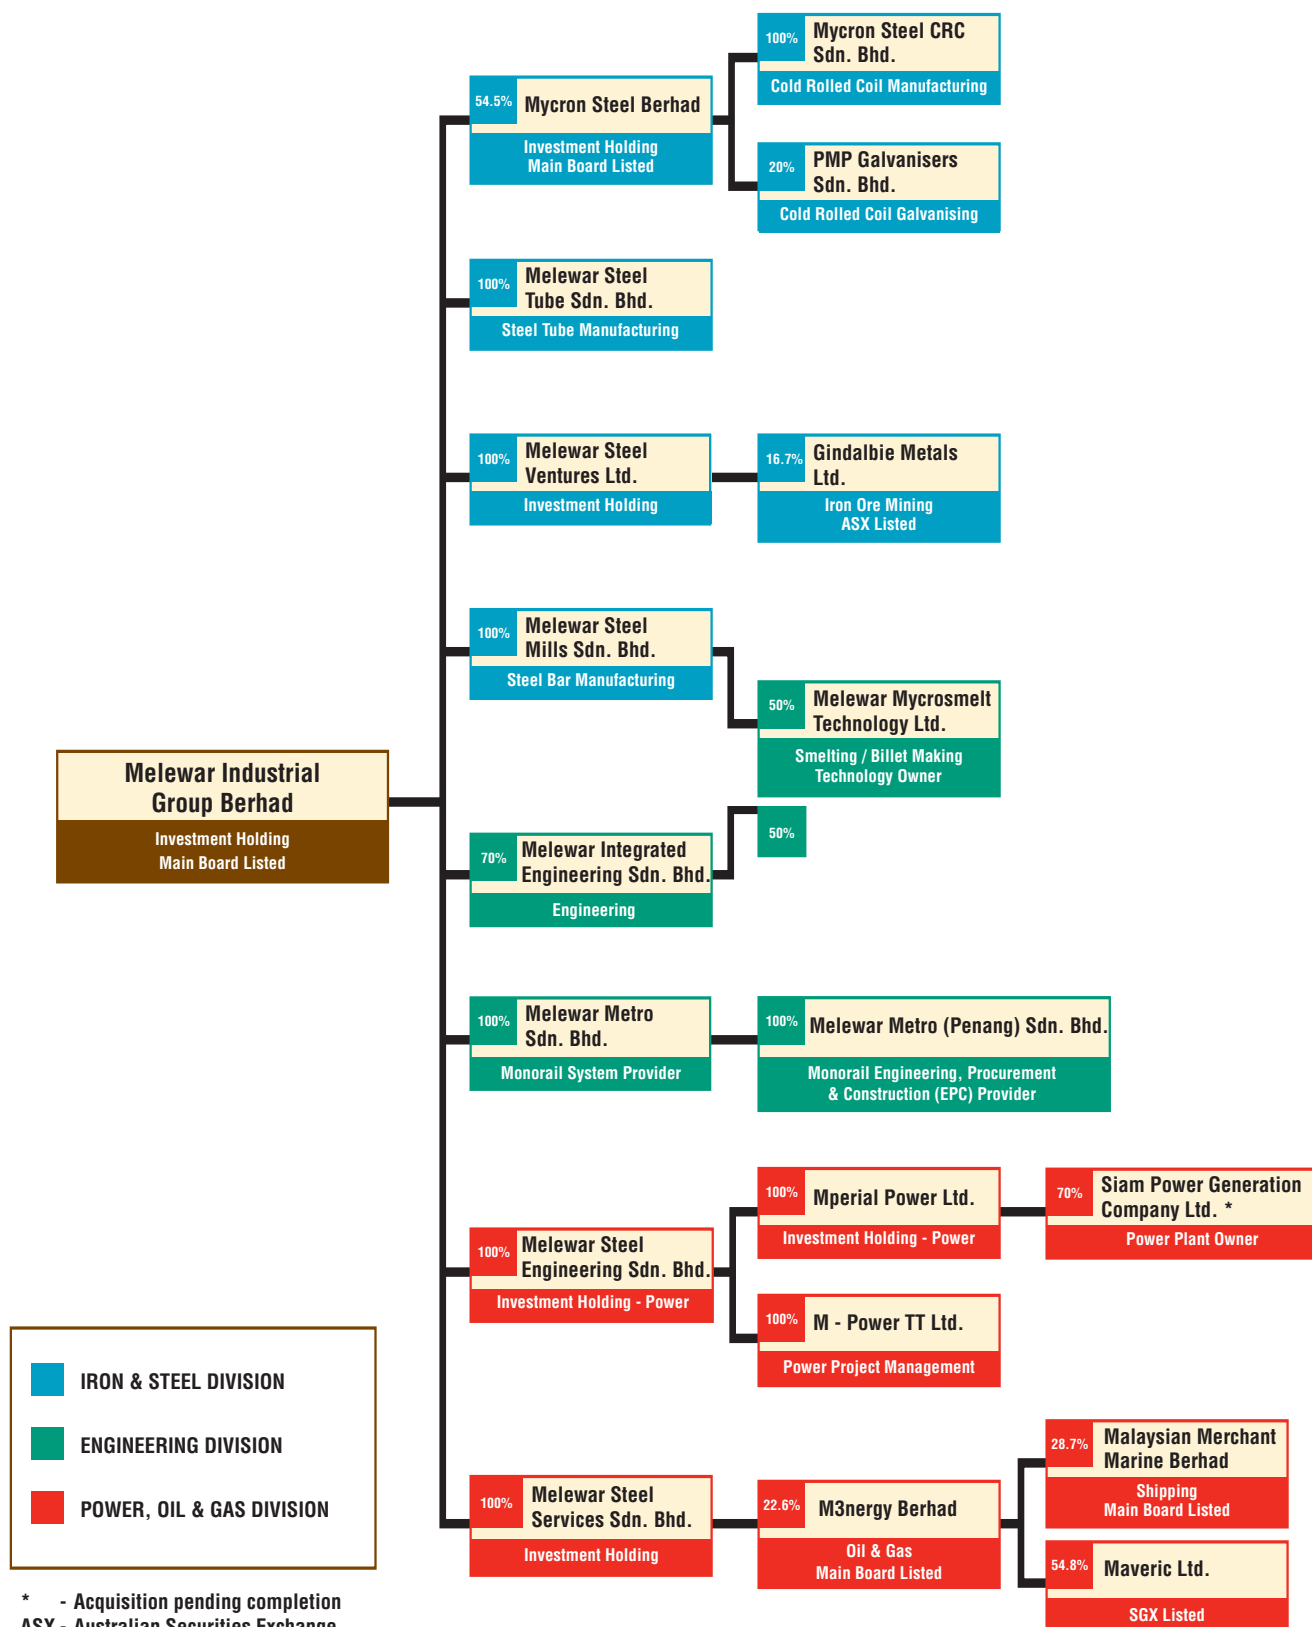 100%
Mycron Steel CRC
Sdn. Bhd.
Cold Rolled Coil Manufacturing
54.5%
Mycron Steel Berhad
Investment Holding
Main Board Listed
20%
PMP Galvanisers
Sdn. Bhd.
Cold Rolled Coil Galvanising
100%
Melewar Steel
Tube Sdn. Bhd.
Steel Tube Manufacturing
100%
Melewar Steel
Ventures Ltd.
Investment Holding
16.7%
Gindalbie Metals
Ltd.
Iron Ore Mining
ASX Listed
100%
Melewar Steel
Mills Sdn. Bhd.
Steel Bar Manufacturing
50%
Melewar Mycrosmelt
Technology Ltd.
Smelting / Billet Making
Technology Owner
Melewar Industrial
Group Berhad
Investment Holding
Main Board Listed
50%
70%
Melewar Integrated
Engineering Sdn. Bhd.
Engineering
100%
Melewar Metro
Sdn. Bhd.
Monorail System Provider
100%
Melewar Metro (Penang) Sdn. Bhd.
Monorail Engineering, Procurement
& Construction (EPC) Provider
100%
Mperial Power Ltd.
Investment Holding - Power
70%
Siam Power Generation
Company Ltd. *
Power Plant Owner
100%
Melewar Steel
Engineering Sdn. Bhd.
Investment Holding - Power
100%
M - Power TT Ltd.
Power Project Management
IRON & STEEL DIVISION
ENGINEERING DIVISION
POWER, OIL & GAS DIVISION
28.7%
Malaysian Merchant
Marine Berhad
Shipping
Main Board Listed
100%
Melewar Steel
Services Sdn. Bhd.
Investment Holding
22.6%
M3nergy Berhad
Oil & Gas
Main Board Listed
54.8%
Maveric Ltd.
SGX Listed
* - Acquisition pending completion
ASX - Australian Securities Exchange